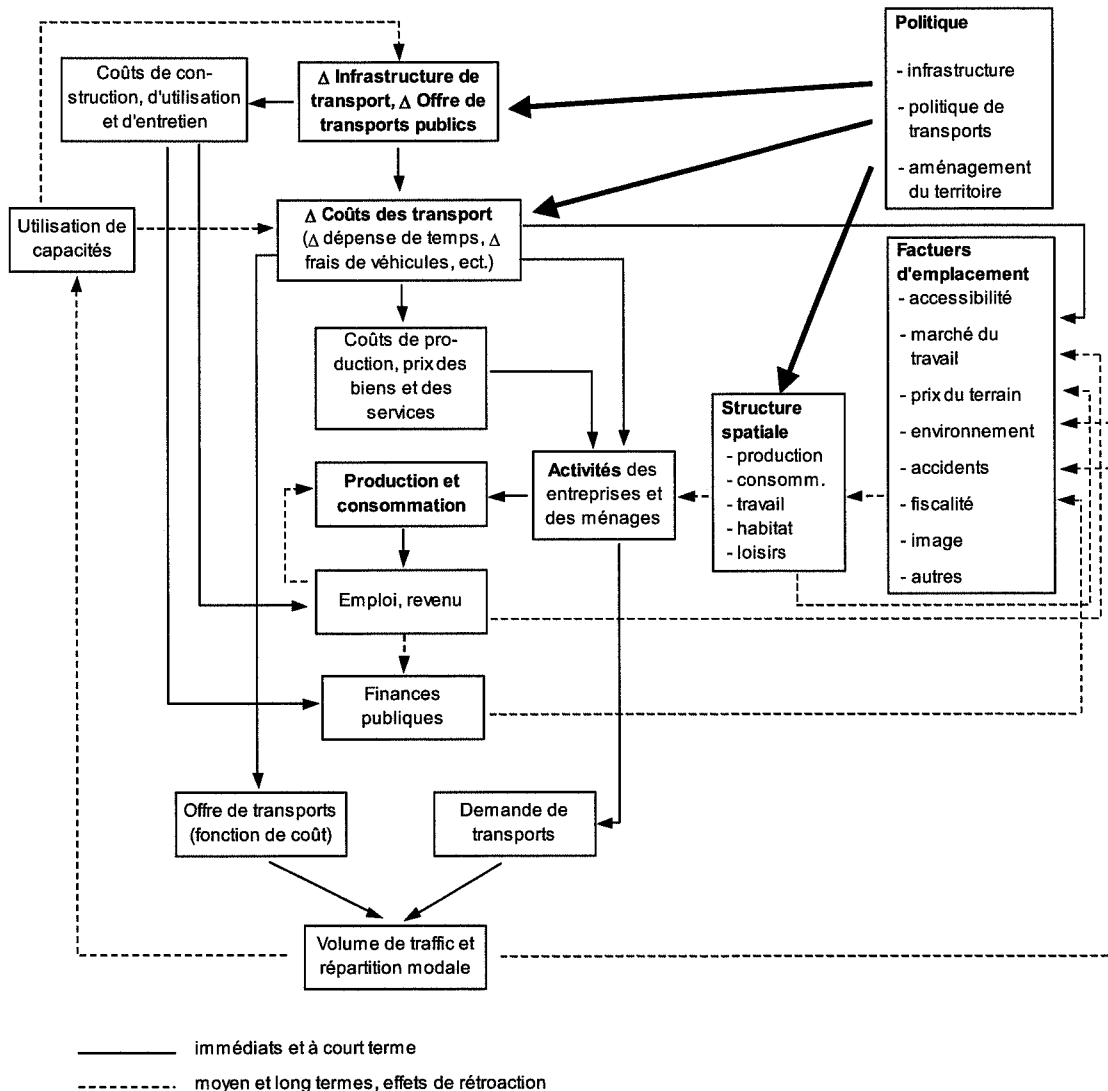 Coûts de con-
struction, d'utilisation
et d'entretien
Δ Infrastructure de
transport, Δ Offre de
transports publics
Politique
- infrastructure
- politique de
transports
- aménagement
du territoire
Utilisation de
capacités
Δ Coûts des transport
(Δ dépense de temps, Δ
frais de véhicules, ect.)
Factuers
d'emplacement
- accessibilité
- marché du
travail
- prix du terrain
- environnement
- accidents
- fiscalité
- image
- autres
Coûts de pro-
duction, prix des
biens et des
services
Structure
spatiale
- production
- consomm.
- travail
- habitat
- loisirs
Activités des
entreprises et
des ménages
Production et
consommation
Emploi, revenu
Finances
publiques
Offre de transports
(fonction de coût)
Demande de
transports
Volume de traffic et
répartition modale
immédiats et à court terme
moyen et long termes, effets de rétroaction